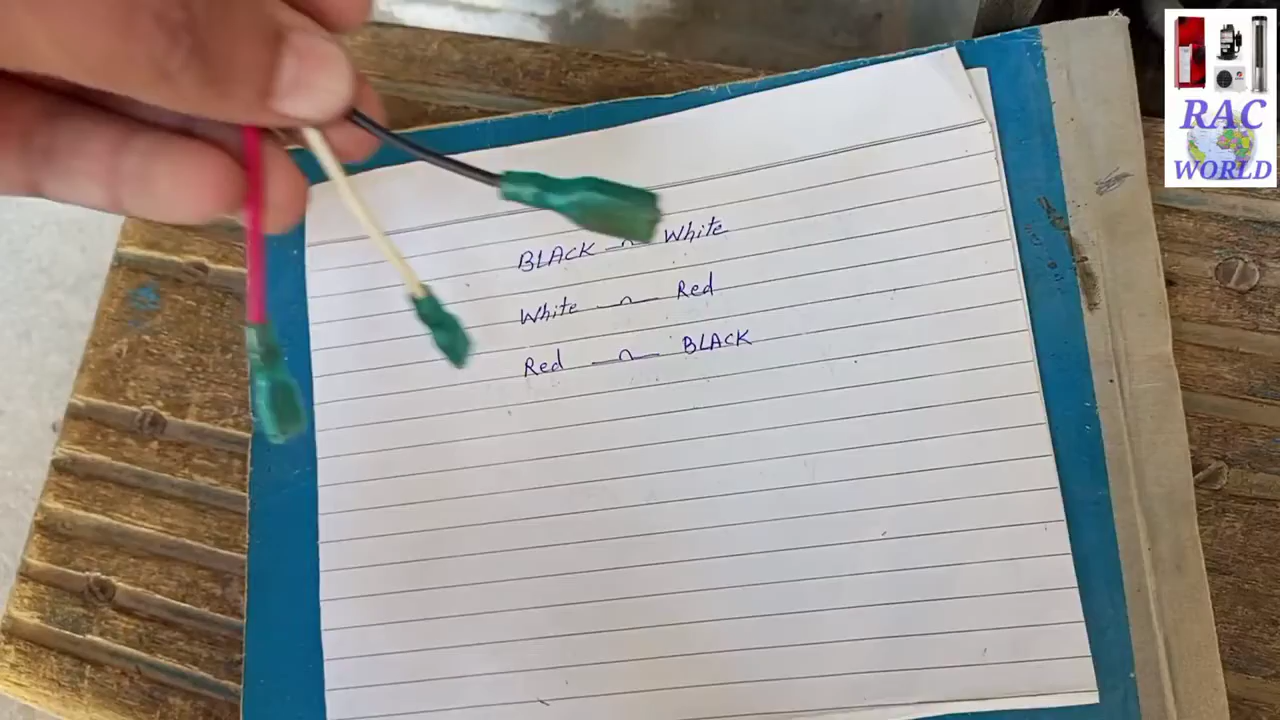 BLACK — White
White — Red
Red — BLACK
RAC
WORLD